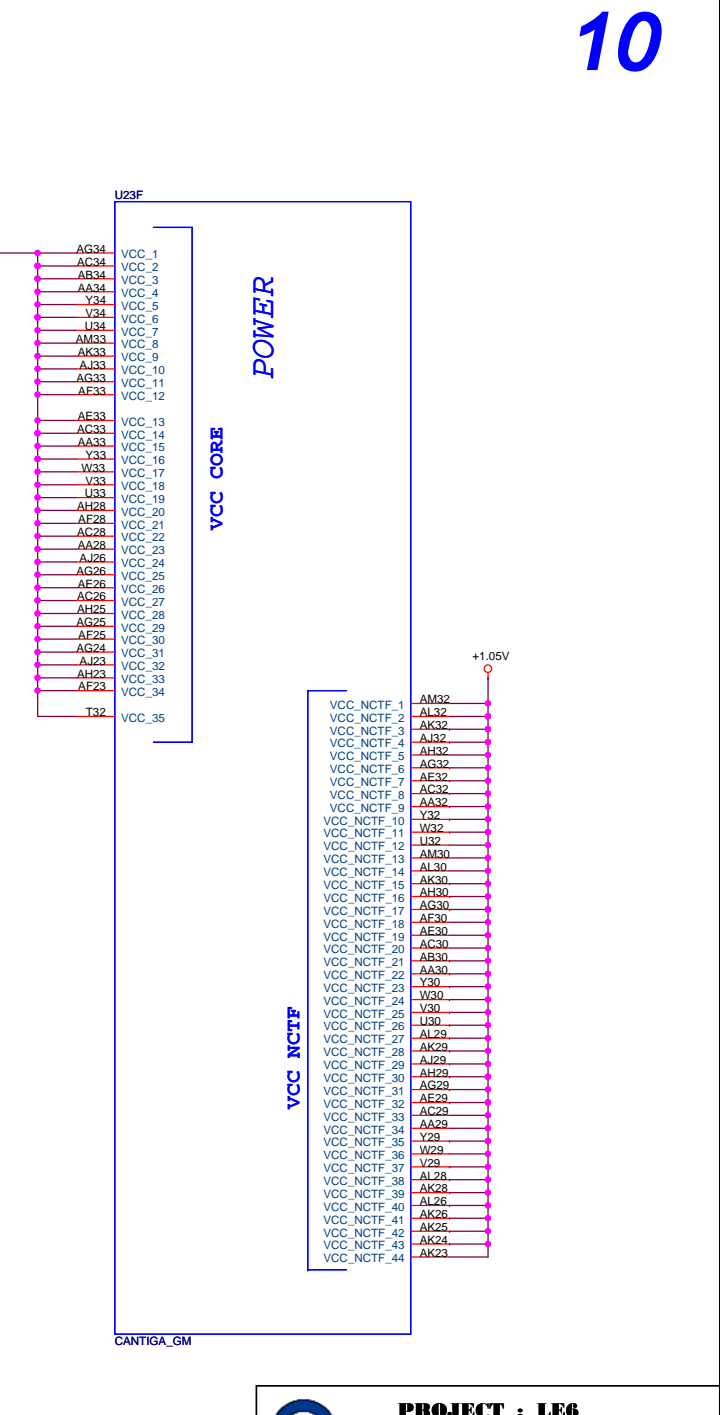 10
U23F
AG34 VCC_1
AC34 VCC_2
AB34 VCC_3
AA34 VCC_4
Y34 VCC_5
V34 VCC_6
U34 VCC_7
AM33 VCC_8
AK33 VCC_9
AJ33 VCC_10
AG33 VCC_11
AF33 VCC_12
AE33 VCC_13
AC33 VCC_14
AA33 VCC_15
Y33 VCC_16
W33 VCC_17
V33 VCC_18
U33 VCC_19
AH28 VCC_20
AF28 VCC_21
AC28 VCC_22
AA28 VCC_23
AJ26 VCC_24
AG26 VCC_25
AE26 VCC_26
AC26 VCC_27
AH25 VCC_28
AG25 VCC_29
AF25 VCC_30
AG24 VCC_31
AJ23 VCC_32
AH23 VCC_33
AF23 VCC_34
T32 VCC_35
POWER
VCC CORE
+1.05V
VCC_NCTF_1 AM32
VCC_NCTF_2 AL32
VCC_NCTF_3 AK32
VCC_NCTF_4 AJ32
VCC_NCTF_5 AH32
VCC_NCTF_6 AG32
VCC_NCTF_7 AE32
VCC_NCTF_8 AC32
VCC_NCTF_9 AA32
VCC_NCTF_10 Y32
VCC_NCTF_11 W32
VCC_NCTF_12 U32
VCC_NCTF_13 AM30
VCC_NCTF_14 AL30
VCC_NCTF_15 AK30
VCC_NCTF_16 AH30
VCC_NCTF_17 AG30
VCC_NCTF_18 AF30
VCC_NCTF_19 AE30
VCC_NCTF_20 AC30
VCC_NCTF_21 AB30
VCC_NCTF_22 AA30
VCC_NCTF_23 Y30
VCC_NCTF_24 W30
VCC_NCTF_25 V30
VCC_NCTF_26 U30
VCC_NCTF_27 AL29
VCC_NCTF_28 AK29
VCC_NCTF_29 AJ29
VCC_NCTF_30 AH29
VCC_NCTF_31 AG29
VCC_NCTF_32 AE29
VCC_NCTF_33 AC29
VCC_NCTF_34 AA29
VCC_NCTF_35 Y29
VCC_NCTF_36 W29
VCC_NCTF_37 V29
VCC_NCTF_38 AL28
VCC_NCTF_39 AK28
VCC_NCTF_40 AL26
VCC_NCTF_41 AK26
VCC_NCTF_42 AK25
VCC_NCTF_43 AK24
VCC_NCTF_44 AK23
VCC NCTF
CANTIGA_GM
PROJECT : LE6